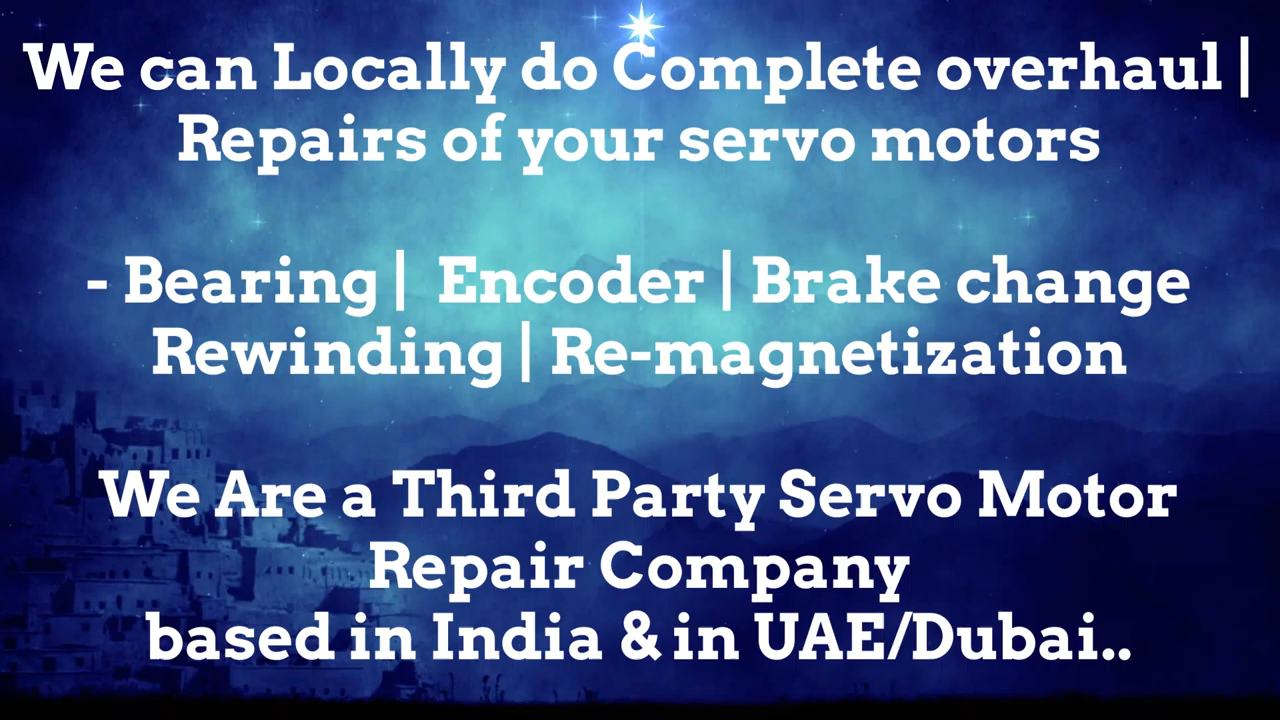 We can Locally do Complete overhaul |
Repairs of your servo motors
- Bearing | Encoder | Brake change
Rewinding | Re-magnetization
We Are a Third Party Servo Motor
Repair Company
based in India & in UAE/Dubai..